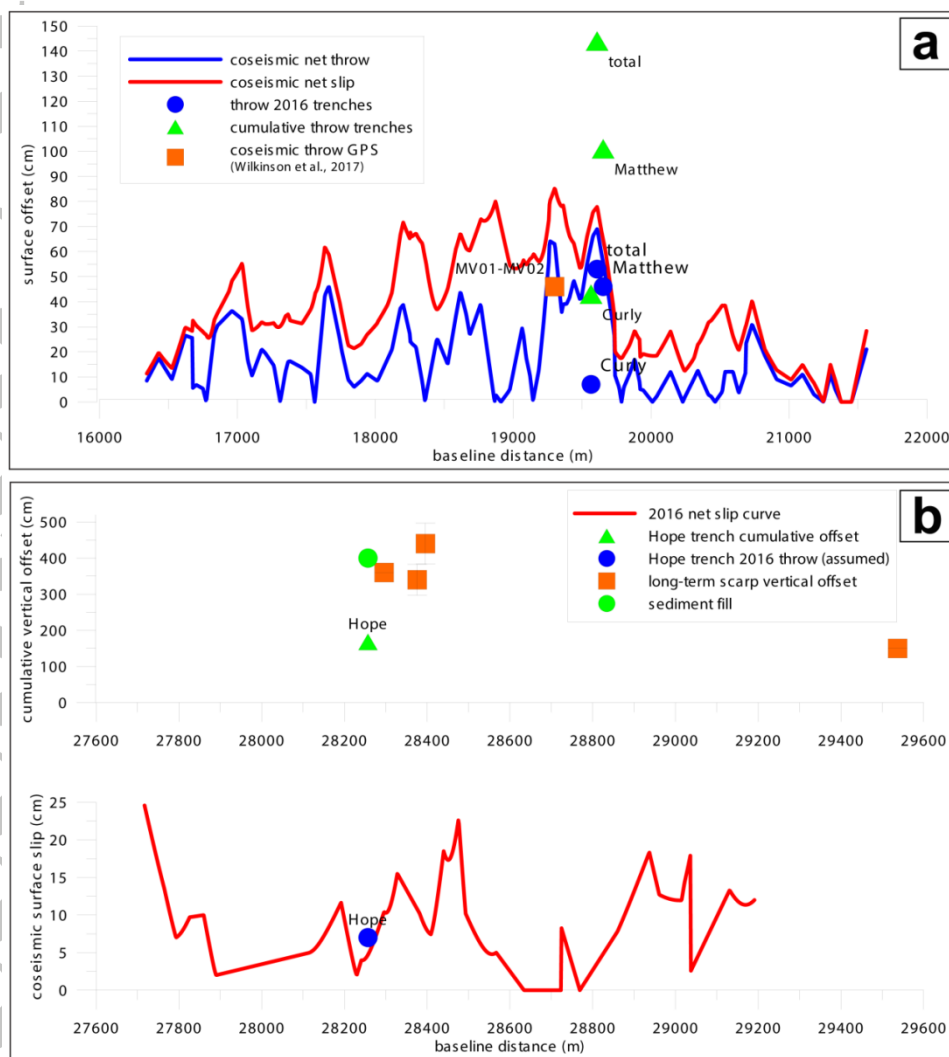 a
150
140
130
120
110
100
90
80
70
60
50
40
30
20
10
0
surface offset (cm)
coseismic net throw
coseismic net slip
throw 2016 trenches
cumulative throw trenches
coseismic throw GPS
(Wilkinson et al., 2017)
total
Matthew
MV01-MV02
total
Matthew
Curly
Curly
16000 17000 18000 19000 20000 21000 22000
baseline distance (m)
b
500
400
300
200
100
0
cumulative vertical offset (cm)
2016 net slip curve
Hope trench cumulative offset
Hope trench 2016 throw (assumed)
long-term scarp vertical offset
sediment fill
Hope
27600 27800 28000 28200 28400 28600 28800 29000 29200 29400 29600
25
20
15
10
5
0
coseismic surface slip (cm)
Hope
27600 27800 28000 28200 28400 28600 28800 29000 29200 29400 29600
baseline distance (m)